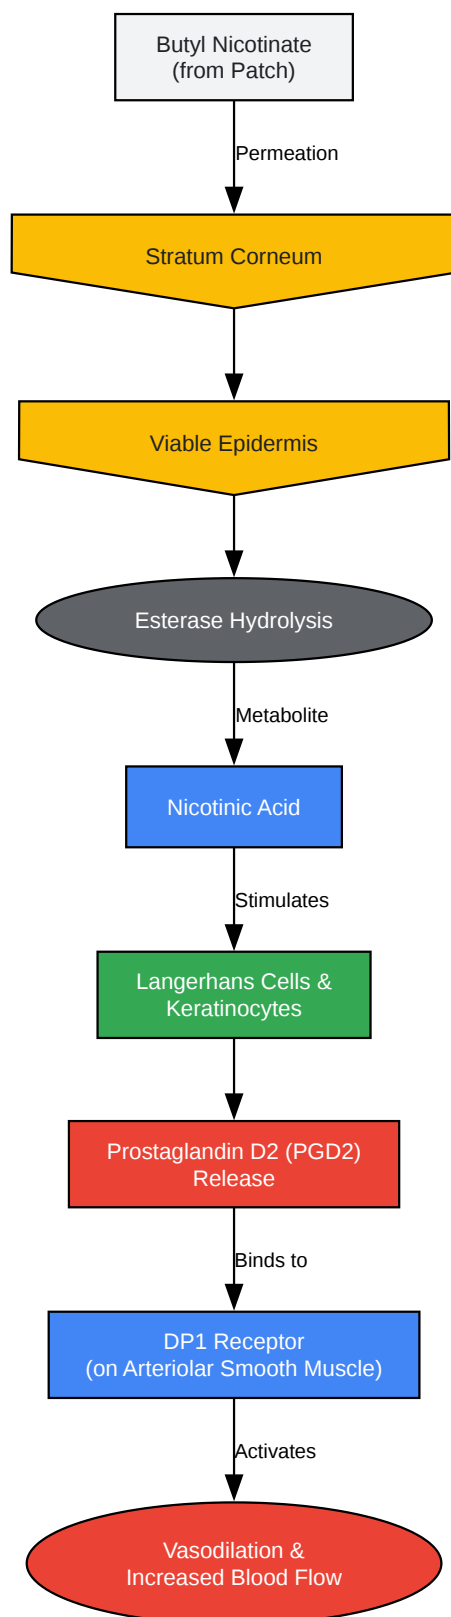 Butyl Nicotinate
(from Patch)
Permeation
Stratum Corneum
Viable Epidermis
Esterase Hydrolysis
Metabolite
Nicotinic Acid
Stimulates
Langerhans Cells &
Keratinocytes
Prostaglandin D2 (PGD2)
Release
Binds to
DP1 Receptor
(on Arteriolar Smooth Muscle)
Activates
Vasodilation &
Increased Blood Flow